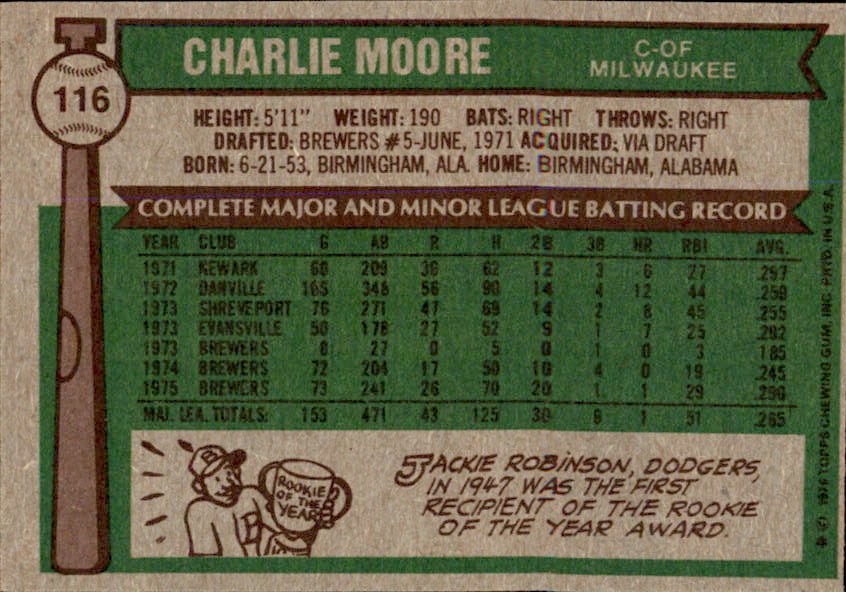 116
CHARLIE MOORE
C-OF
MILWAUKEE
HEIGHT: 5'11" WEIGHT: 190 BATS: RIGHT THROWS: RIGHT
DRAFTED: BREWERS #5-JUNE, 1971 ACQUIRED: VIA DRAFT
BORN: 6-21-53, BIRMINGHAM, ALA. HOME: BIRMINGHAM, ALABAMA
COMPLETE MAJOR AND MINOR LEAGUE BATTING RECORD
YEAR CLUB G AB R H 2B 3B HR RBI AVG.
1971 NEWARK 209 62 12 3 6 27 .297
1972 DANVILLE 105 348 56 90 14 4 12 44 .259
1973 SHREVEPORT 76 271 47 69 14 2 8 45 .255
1973 EVANSVILLE 50 178 27 52 9 1 7 25 .292
1973 BREWERS 8 27 0 5 0 1 0 3 .185
1974 BREWERS 72 204 17 50 10 4 0 19 .245
1975 BREWERS 73 241 26 70 20 1 1 29 .290
MAJ. LEA. TOTALS: 153 471 43 125 30 6 1 51 .265
ROOKIE
OF THE
YEAR
B
JACKIE ROBINSON, DODGERS,
IN 1947 WAS THE FIRST
RECIPIENT OF THE ROOKIE
OF THE YEAR AWARD.
© 1976 TOPPS CHEWING GUM, INC. PRTD. IN U.S.A.